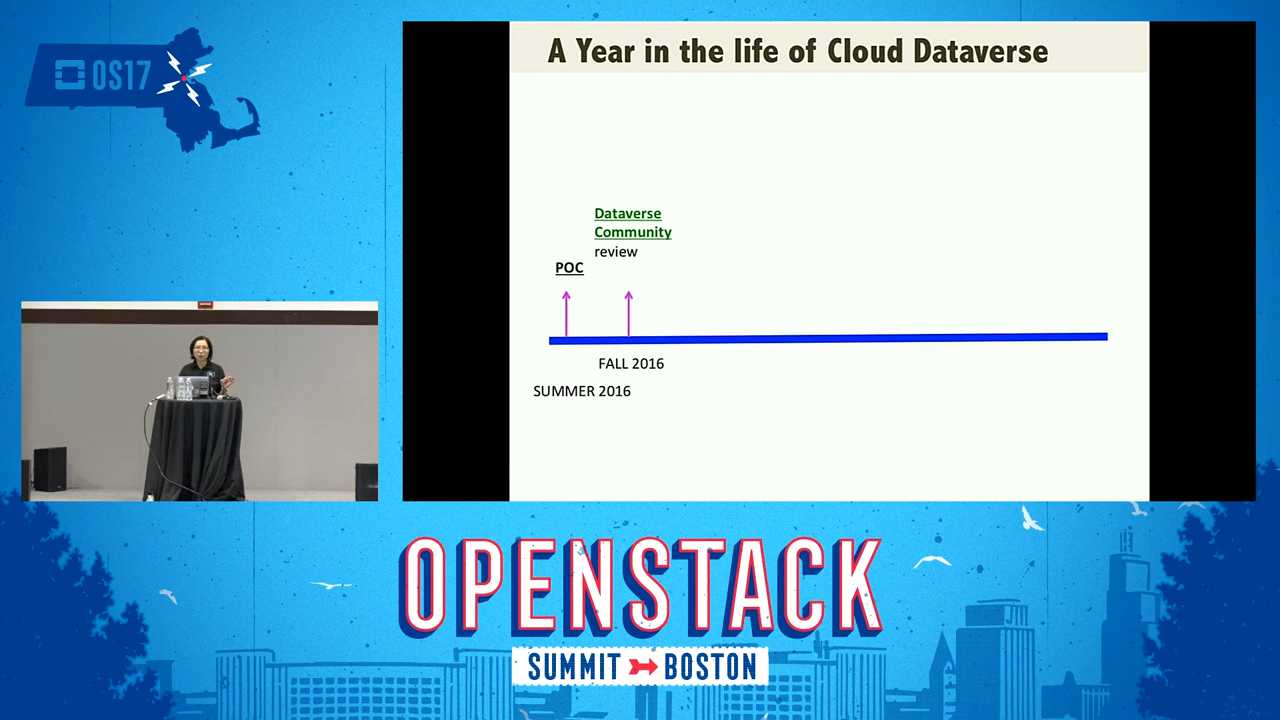 OS17
A Year in the life of Cloud Dataverse
Dataverse
Community
review
POC
FALL 2016
SUMMER 2016
OPENSTACK
SUMMIT BOSTON